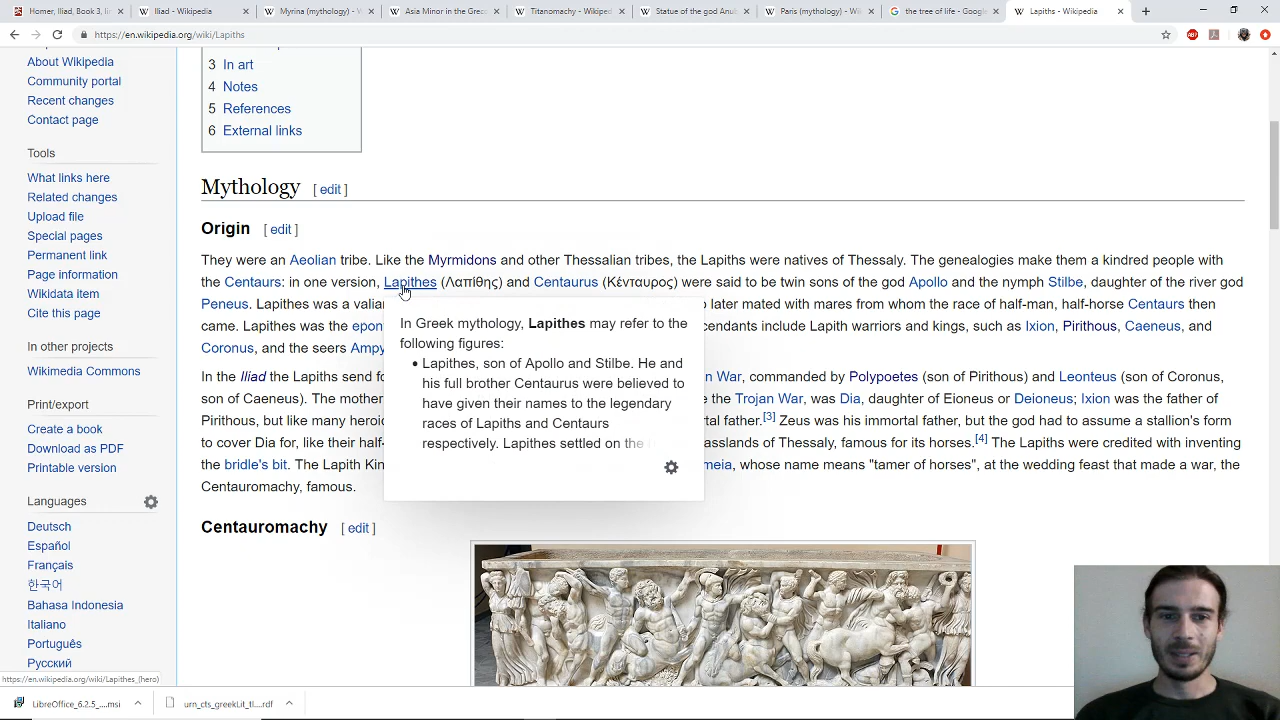 Homer, Iliad, Book 3, li
Iliad - Wikipedia
Myrina (mythology) - W
Asia Minor in the Grec
Titanomachy - Wikiped
Statue of the god Anub
Paris (mythology) - Wik
the tree of life - Google
Lapiths - Wikipedia
https://en.wikipedia.org/wiki/Lapiths
About Wikipedia
Community portal
Recent changes
Contact page
Tools
What links here
Related changes
Upload file
Special pages
Permanent link
Page information
Wikidata item
Cite this page
In other projects
Wikimedia Commons
Print/export
Create a book
Download as PDF
Printable version
Languages
Deutsch
Español
Français
한국어
Bahasa Indonesia
Italiano
Português
Русский
3 In art
4 Notes
5 References
6 External links
Mythology [ edit ]
Origin [ edit ]
They were an Aeolian tribe. Like the Myrmidons and other Thessalian tribes, the Lapiths were natives of Thessaly. The genealogies make them a kindred people with
the Centaurs: in one version, Lapithes (Λαπίθης) and Centaurus (Κένταυρος) were said to be twin sons of the god Apollo and the nymph Stilbe, daughter of the river god
Peneus. Lapithes was a valian later mated with mares from whom the race of half-man, half-horse Centaurs then
came. Lapithes was the epon cendants include Lapith warriors and kings, such as Ixion, Pirithous, Caeneus, and
Coronus, and the seers Ampy
In the Iliad the Lapiths send fo n War, commanded by Polypoetes (son of Pirithous) and Leonteus (son of Coronus,
son of Caeneus). The mother the Trojan War, was Dia, daughter of Eioneus or Deioneus; Ixion was the father of
Pirithous, but like many heroi tal father.[3] Zeus was his immortal father, but the god had to assume a stallion's form
to cover Dia for, like their half- asslands of Thessaly, famous for its horses.[4] The Lapiths were credited with inventing
the bridle's bit. The Lapith Kin meia, whose name means "tamer of horses", at the wedding feast that made a war, the
Centauromachy, famous.
In Greek mythology, Lapithes may refer to the
following figures:
• Lapithes, son of Apollo and Stilbe. He and
his full brother Centaurus were believed to
have given their names to the legendary
races of Lapiths and Centaurs
respectively. Lapithes settled on the
Centauromachy [ edit ]
https://en.wikipedia.org/wiki/Lapithes_(hero)
LibreOffice_6.2.5_....msi
urn_cts_greekLit_tl....rdf